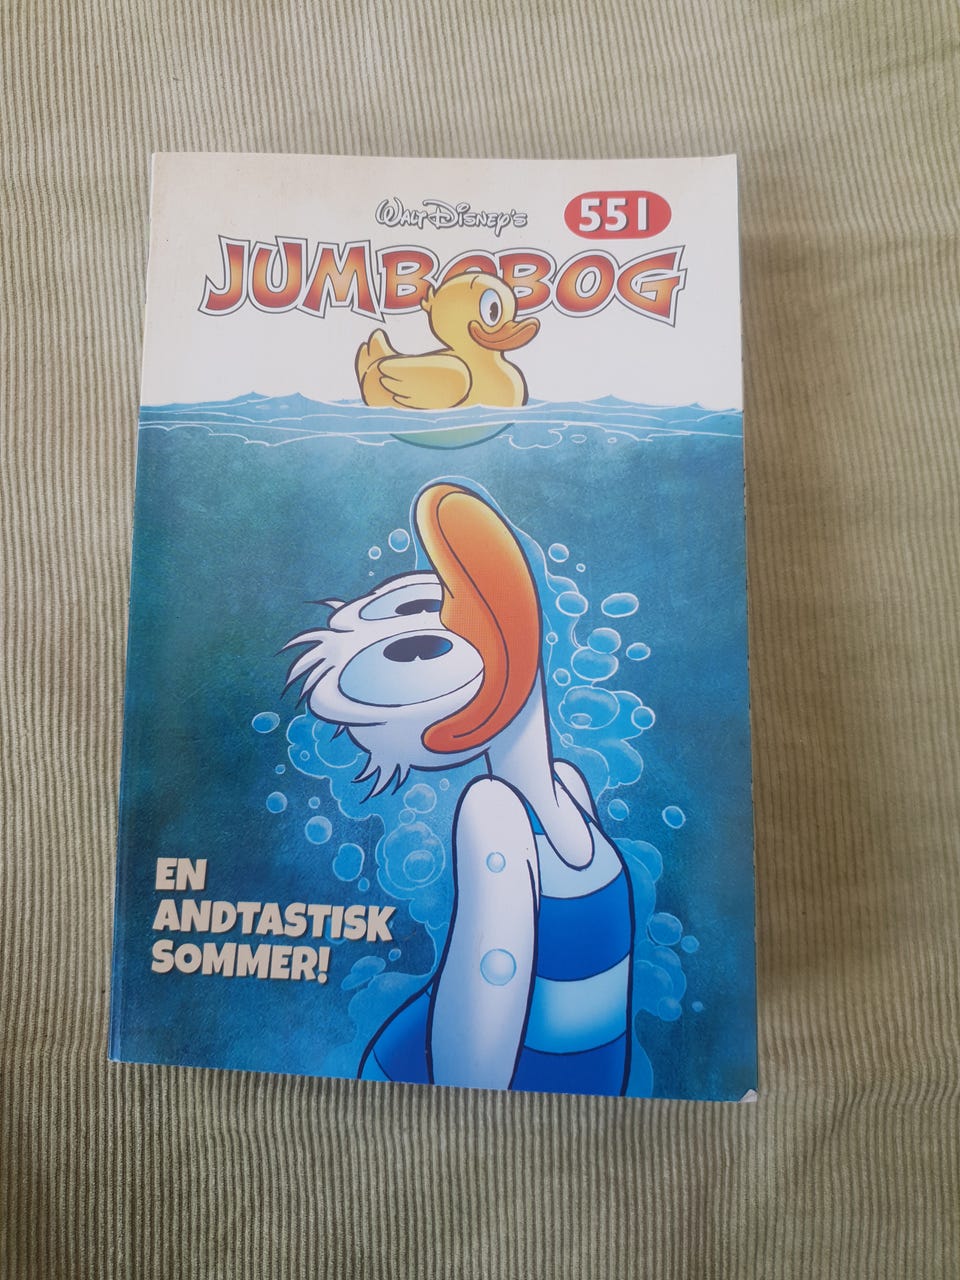 Walt Disney's
551
JUMBOBOG
EN
ANDTASTISK
SOMMER!